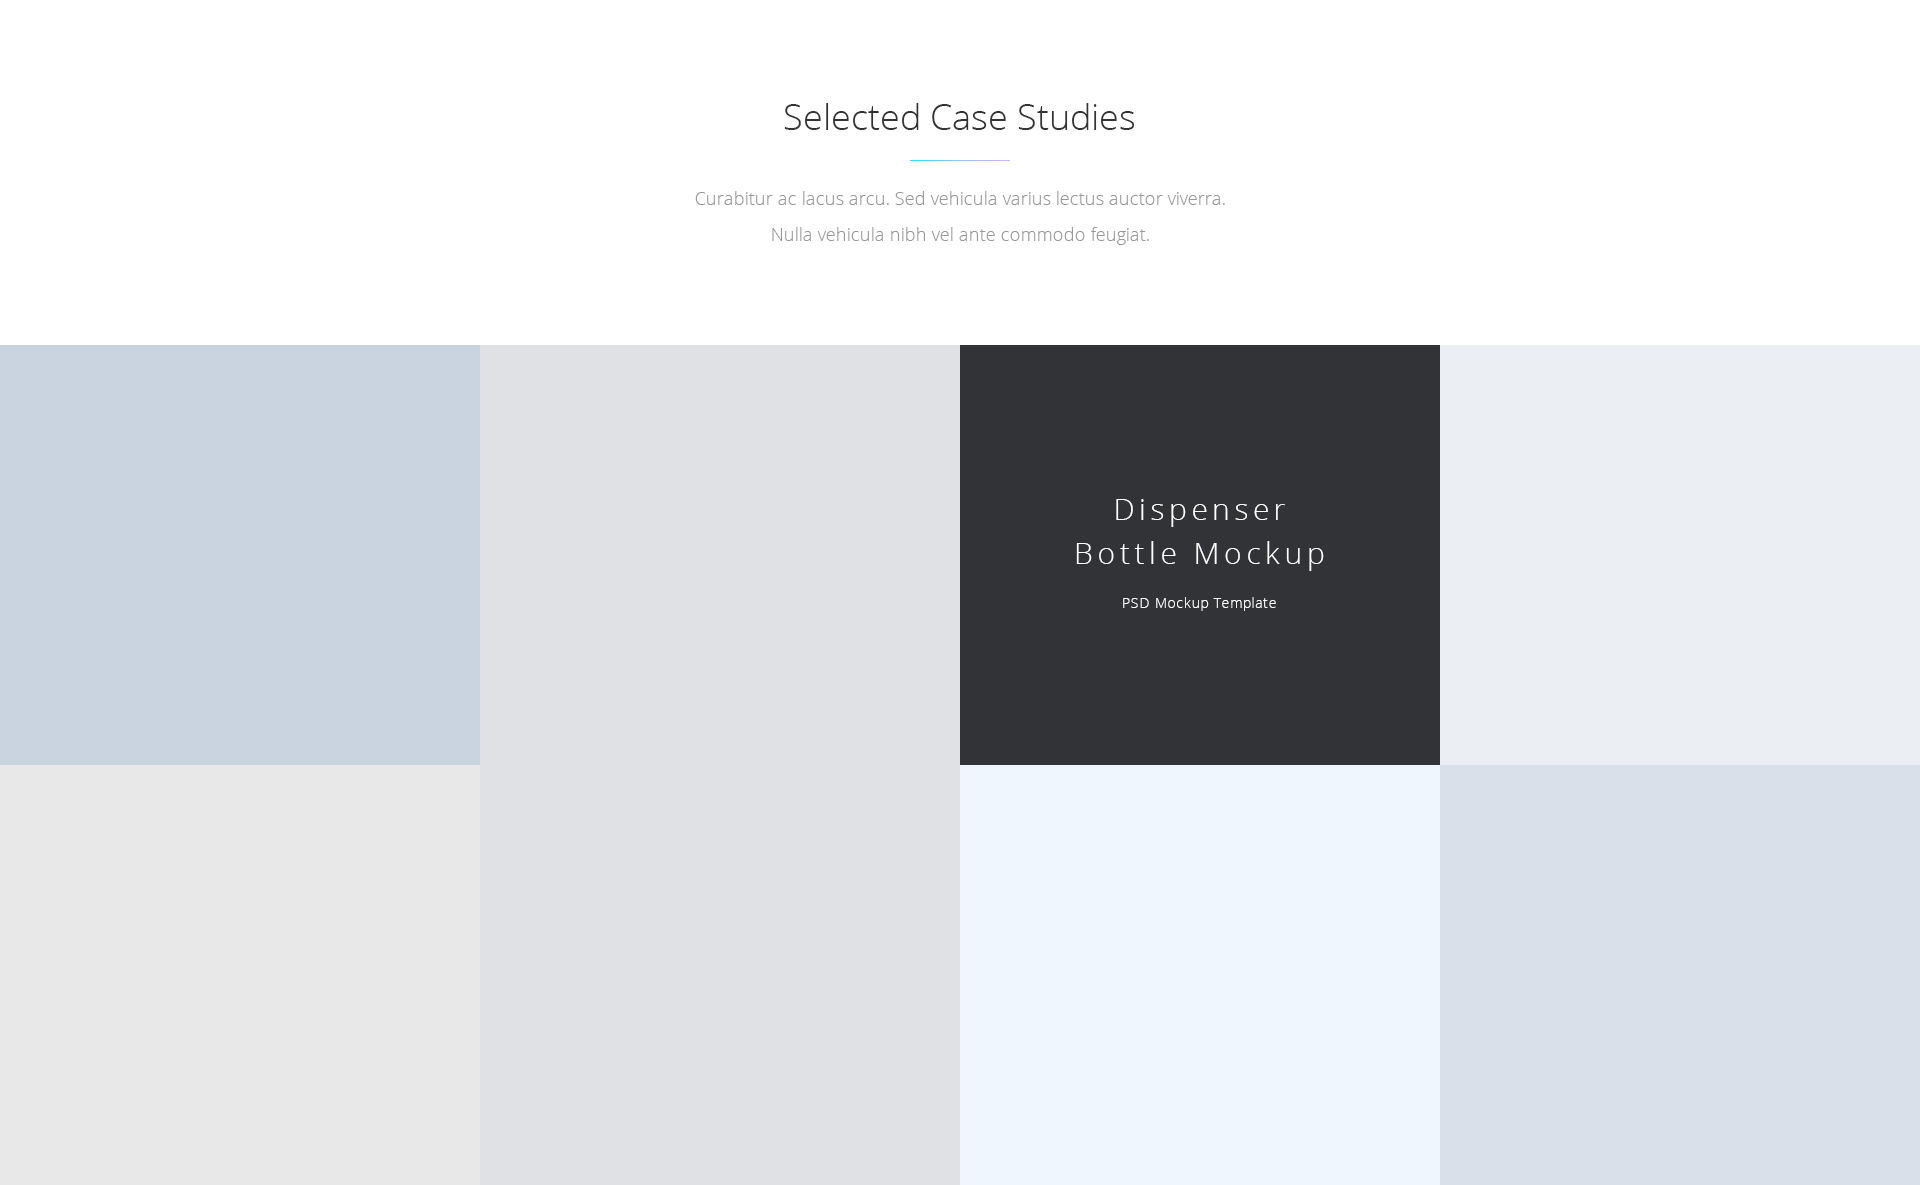 Selected Case Studies
Curabitur ac lacus arcu. Sed vehicula varius lectus auctor viverra.
Nulla vehicula nibh vel ante commodo feugiat.
Dispenser
Bottle Mockup
PSD Mockup Template